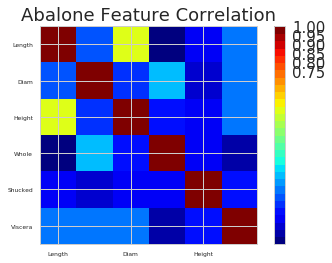 Abalone Feature Correlation
Length
Diam
Height
Whole
Shucked
Viscera
Length
Diam
Height
1.00
0.95
0.90
0.85
0.80
0.75